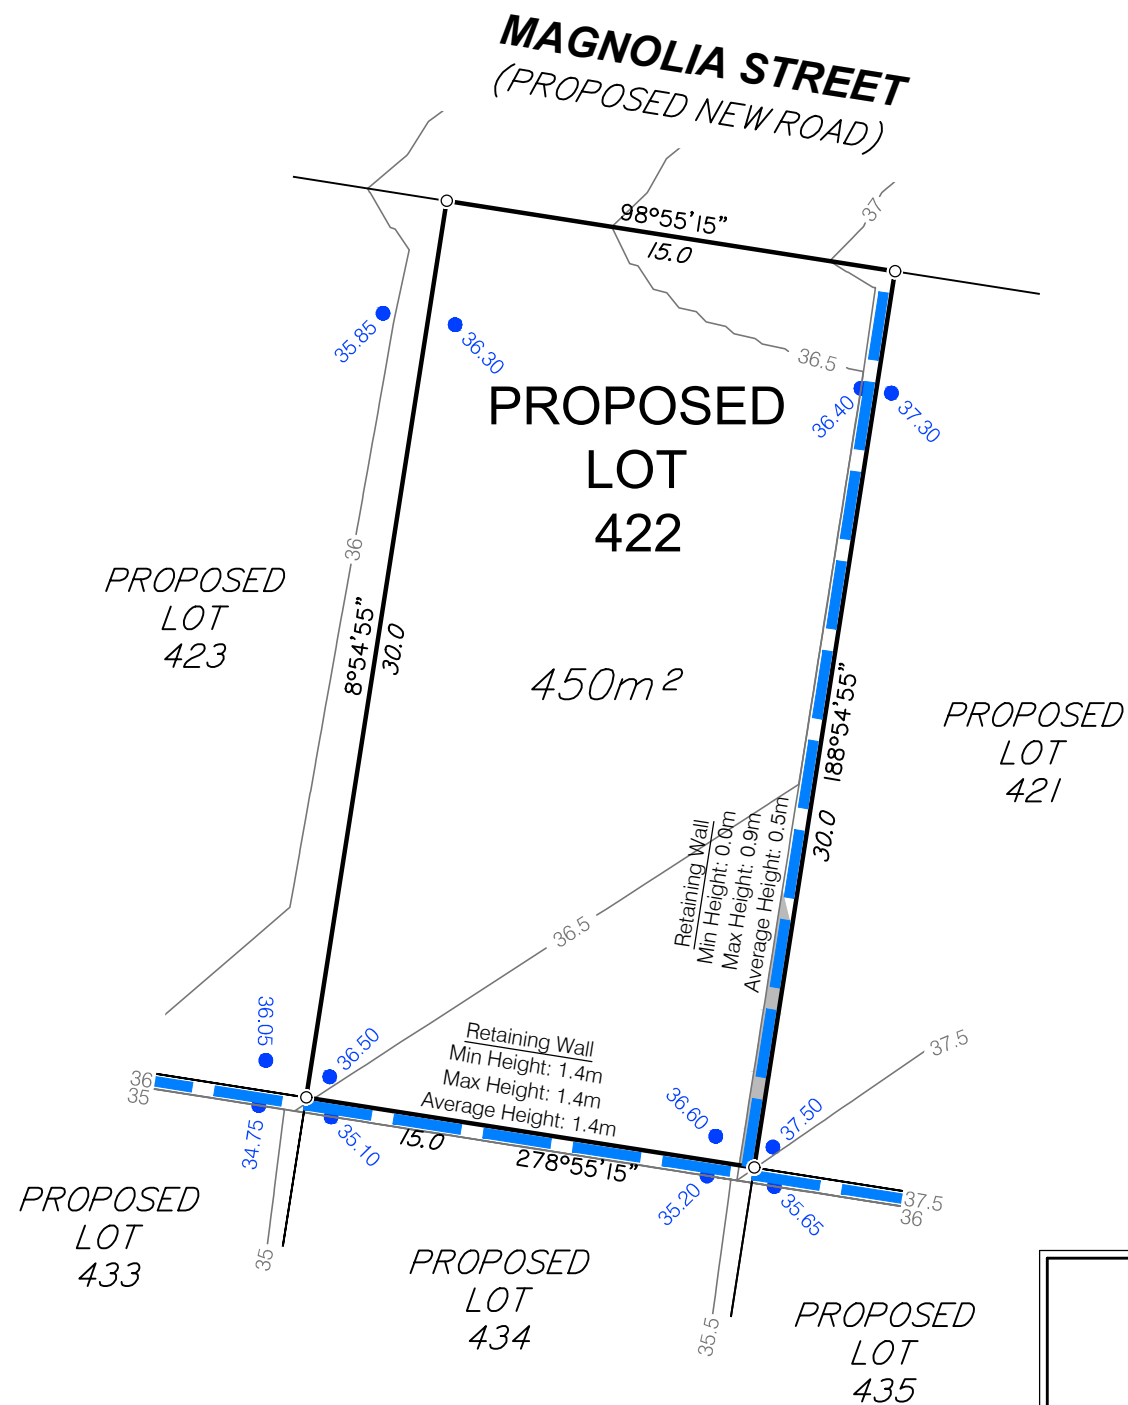 MAGNOLIA STREET
(PROPOSED NEW ROAD)
98°55'15"
15.0
37
35.85
36.30
36.5
36.40
37.30
PROPOSED
LOT
422
36
PROPOSED
LOT
423
8°54'55"
30.0
450m²
188°54'55"
30.0
PROPOSED
LOT
421
Retaining Wall
Min Height: 0.0m
Max Height: 0.9m
Average Height: 0.5m
36.5
36.05
36.50
Retaining Wall
Min Height: 1.4m
Max Height: 1.4m
Average Height: 1.4m
36.60
37.50
37.5
36
35
34.75
35.10
15.0
278°55'15"
35.20
35.65
37.5
36
PROPOSED
LOT
433
35
PROPOSED
LOT
434
35.5
PROPOSED
LOT
435